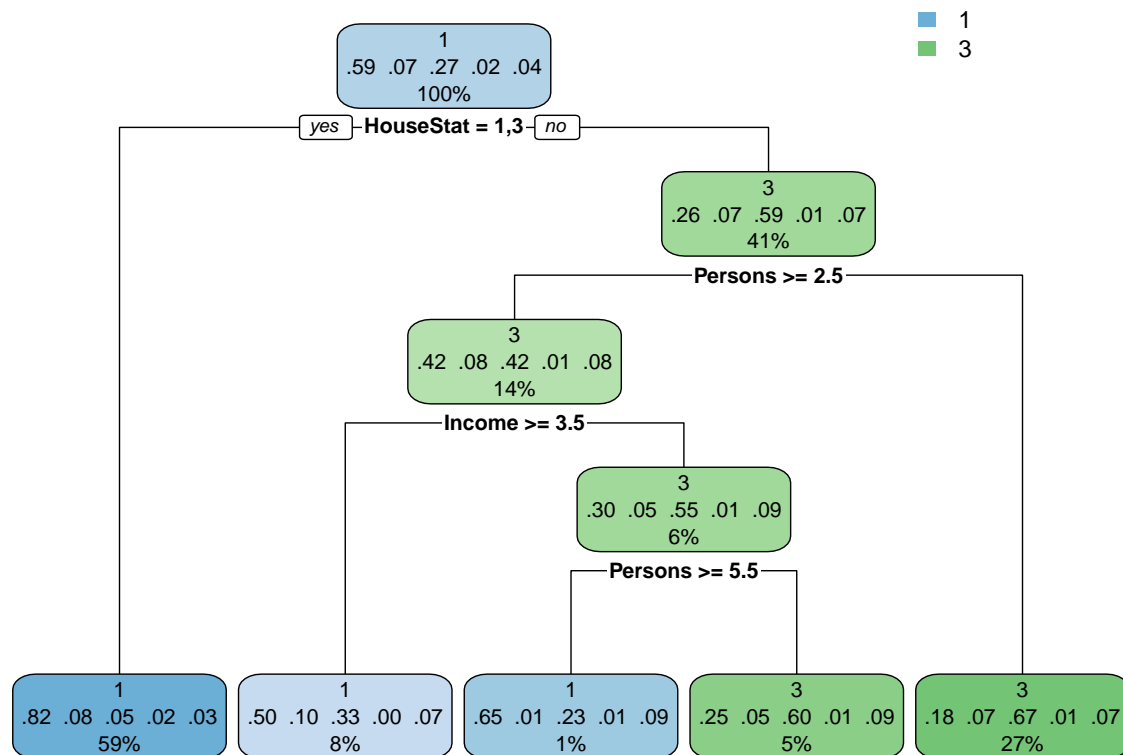 1
3
1
.59 .07 .27 .02 .04
100%
yes HouseStat = 1,3 no
3
.26 .07 .59 .01 .07
41%
Persons >= 2.5
3
.42 .08 .42 .01 .08
14%
Income >= 3.5
3
.30 .05 .55 .01 .09
6%
Persons >= 5.5
1
.82 .08 .05 .02 .03
59%
1
.50 .10 .33 .00 .07
8%
1
.65 .01 .23 .01 .09
1%
3
.25 .05 .60 .01 .09
5%
3
.18 .07 .67 .01 .07
27%